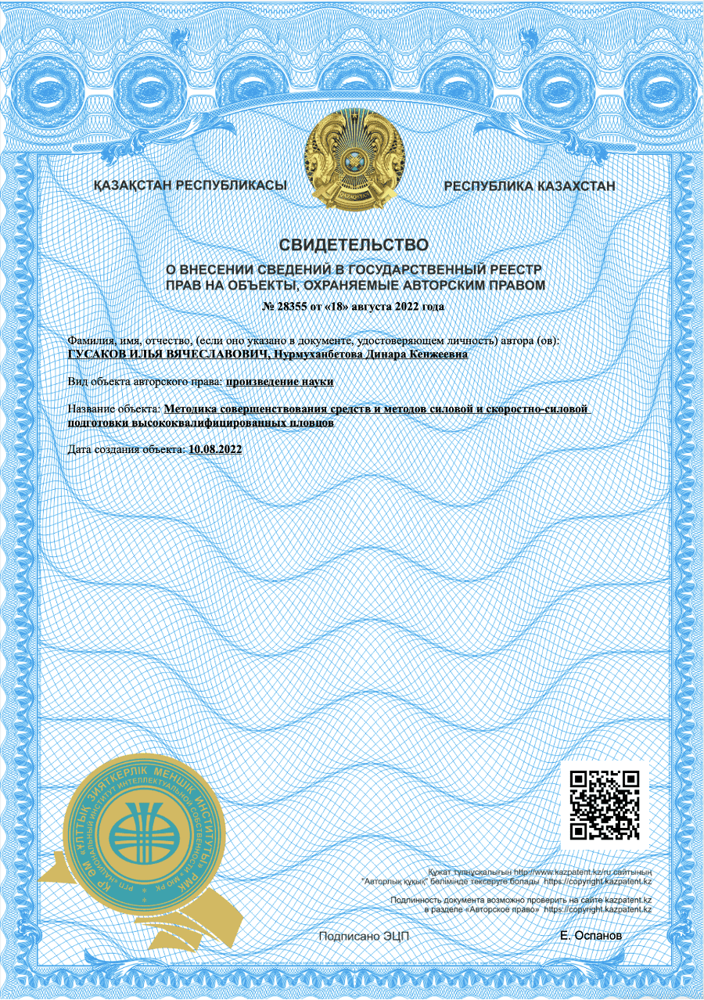 ҚАЗАҚСТАН РЕСПУБЛИКАСЫ
РЕСПУБЛИКА КАЗАХСТАН
QAZAQSTAN
СВИДЕТЕЛЬСТВО
О ВНЕСЕНИИ СВЕДЕНИЙ В ГОСУДАРСТВЕННЫЙ РЕЕСТР
ПРАВ НА ОБЪЕКТЫ, ОХРАНЯЕМЫЕ АВТОРСКИМ ПРАВОМ
№ 28355 от «18» августа 2022 года
Фамилия, имя, отчество, (если оно указано в документе, удостоверяющем личность) автора (ов):
ГУСАКОВ ИЛЬЯ ВЯЧЕСЛАВОВИЧ, Нурмуханбетова Динара Кенжеевна
Вид объекта авторского права: произведение науки
Название объекта: Методика совершенствования средств и методов силовой и скоростно-силовой
подготовки высококвалифицированных пловцов
Дата создания объекта: 10.08.2022
ҚР ӘМ «ҰЛТТЫҚ ЗИЯТКЕРЛІК МЕНШІК ИНСТИТУТЫ» РМК
РГП «НАЦИОНАЛЬНЫЙ ИНСТИТУТ ИНТЕЛЛЕКТУАЛЬНОЙ СОБСТВЕННОСТИ» МЮ РК
Құжат түпнұсқалығын http://www.kazpatent.kz/ru сайтының
"Авторлық құқық" бөлімінде тексеруге болады https://copyright.kazpatent.kz
Подлинность документа возможно проверить на сайте kazpatent.kz
в разделе «Авторское право» https://copyright.kazpatent.kz
Подписано ЭЦП
Е. Оспанов